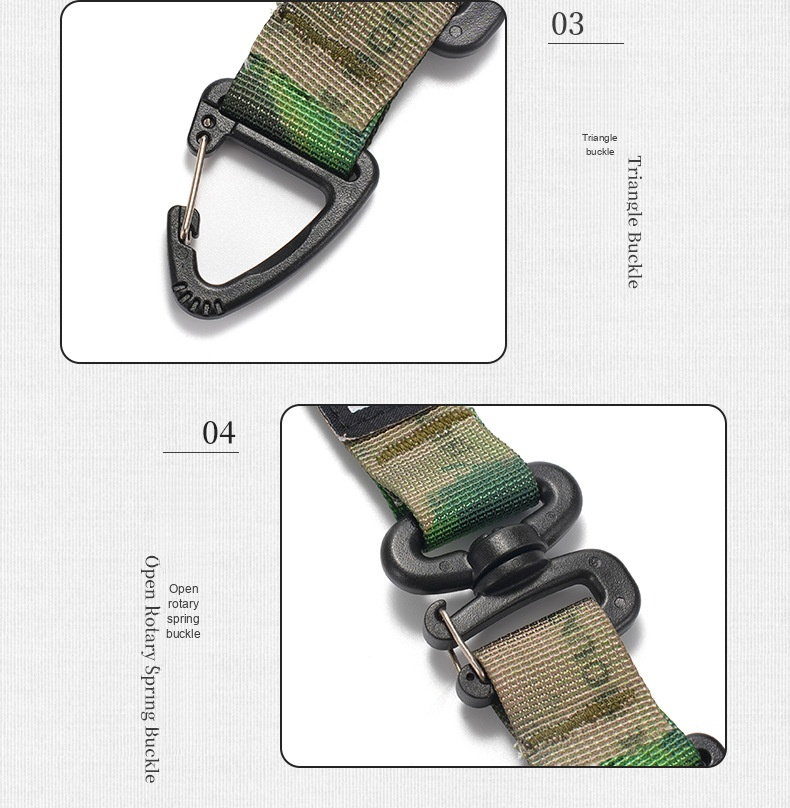 03
Triangle
buckle
Triangle Buckle
04
Open
rotary
spring
buckle
Open Rotary Spring Buckle